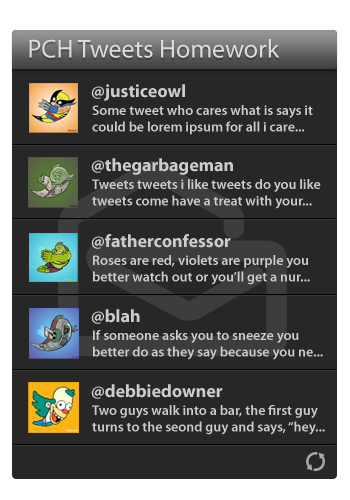 PCH Tweets Homework
@justiceowl
Some tweet who cares what is says it
could be lorem ipsum for all i care...
@thegarbageman
Tweets tweets i like tweets do you like
tweets come have a treat with your...
@fatherconfessor
Roses are red, violets are purple you
better watch out or you'll get a nur...
@blah
If someone asks you to sneeze you
better do as they say because you ne...
@debbiedowner
Two guys walk into a bar, the first guy
turns to the seond guy and says, “hey...